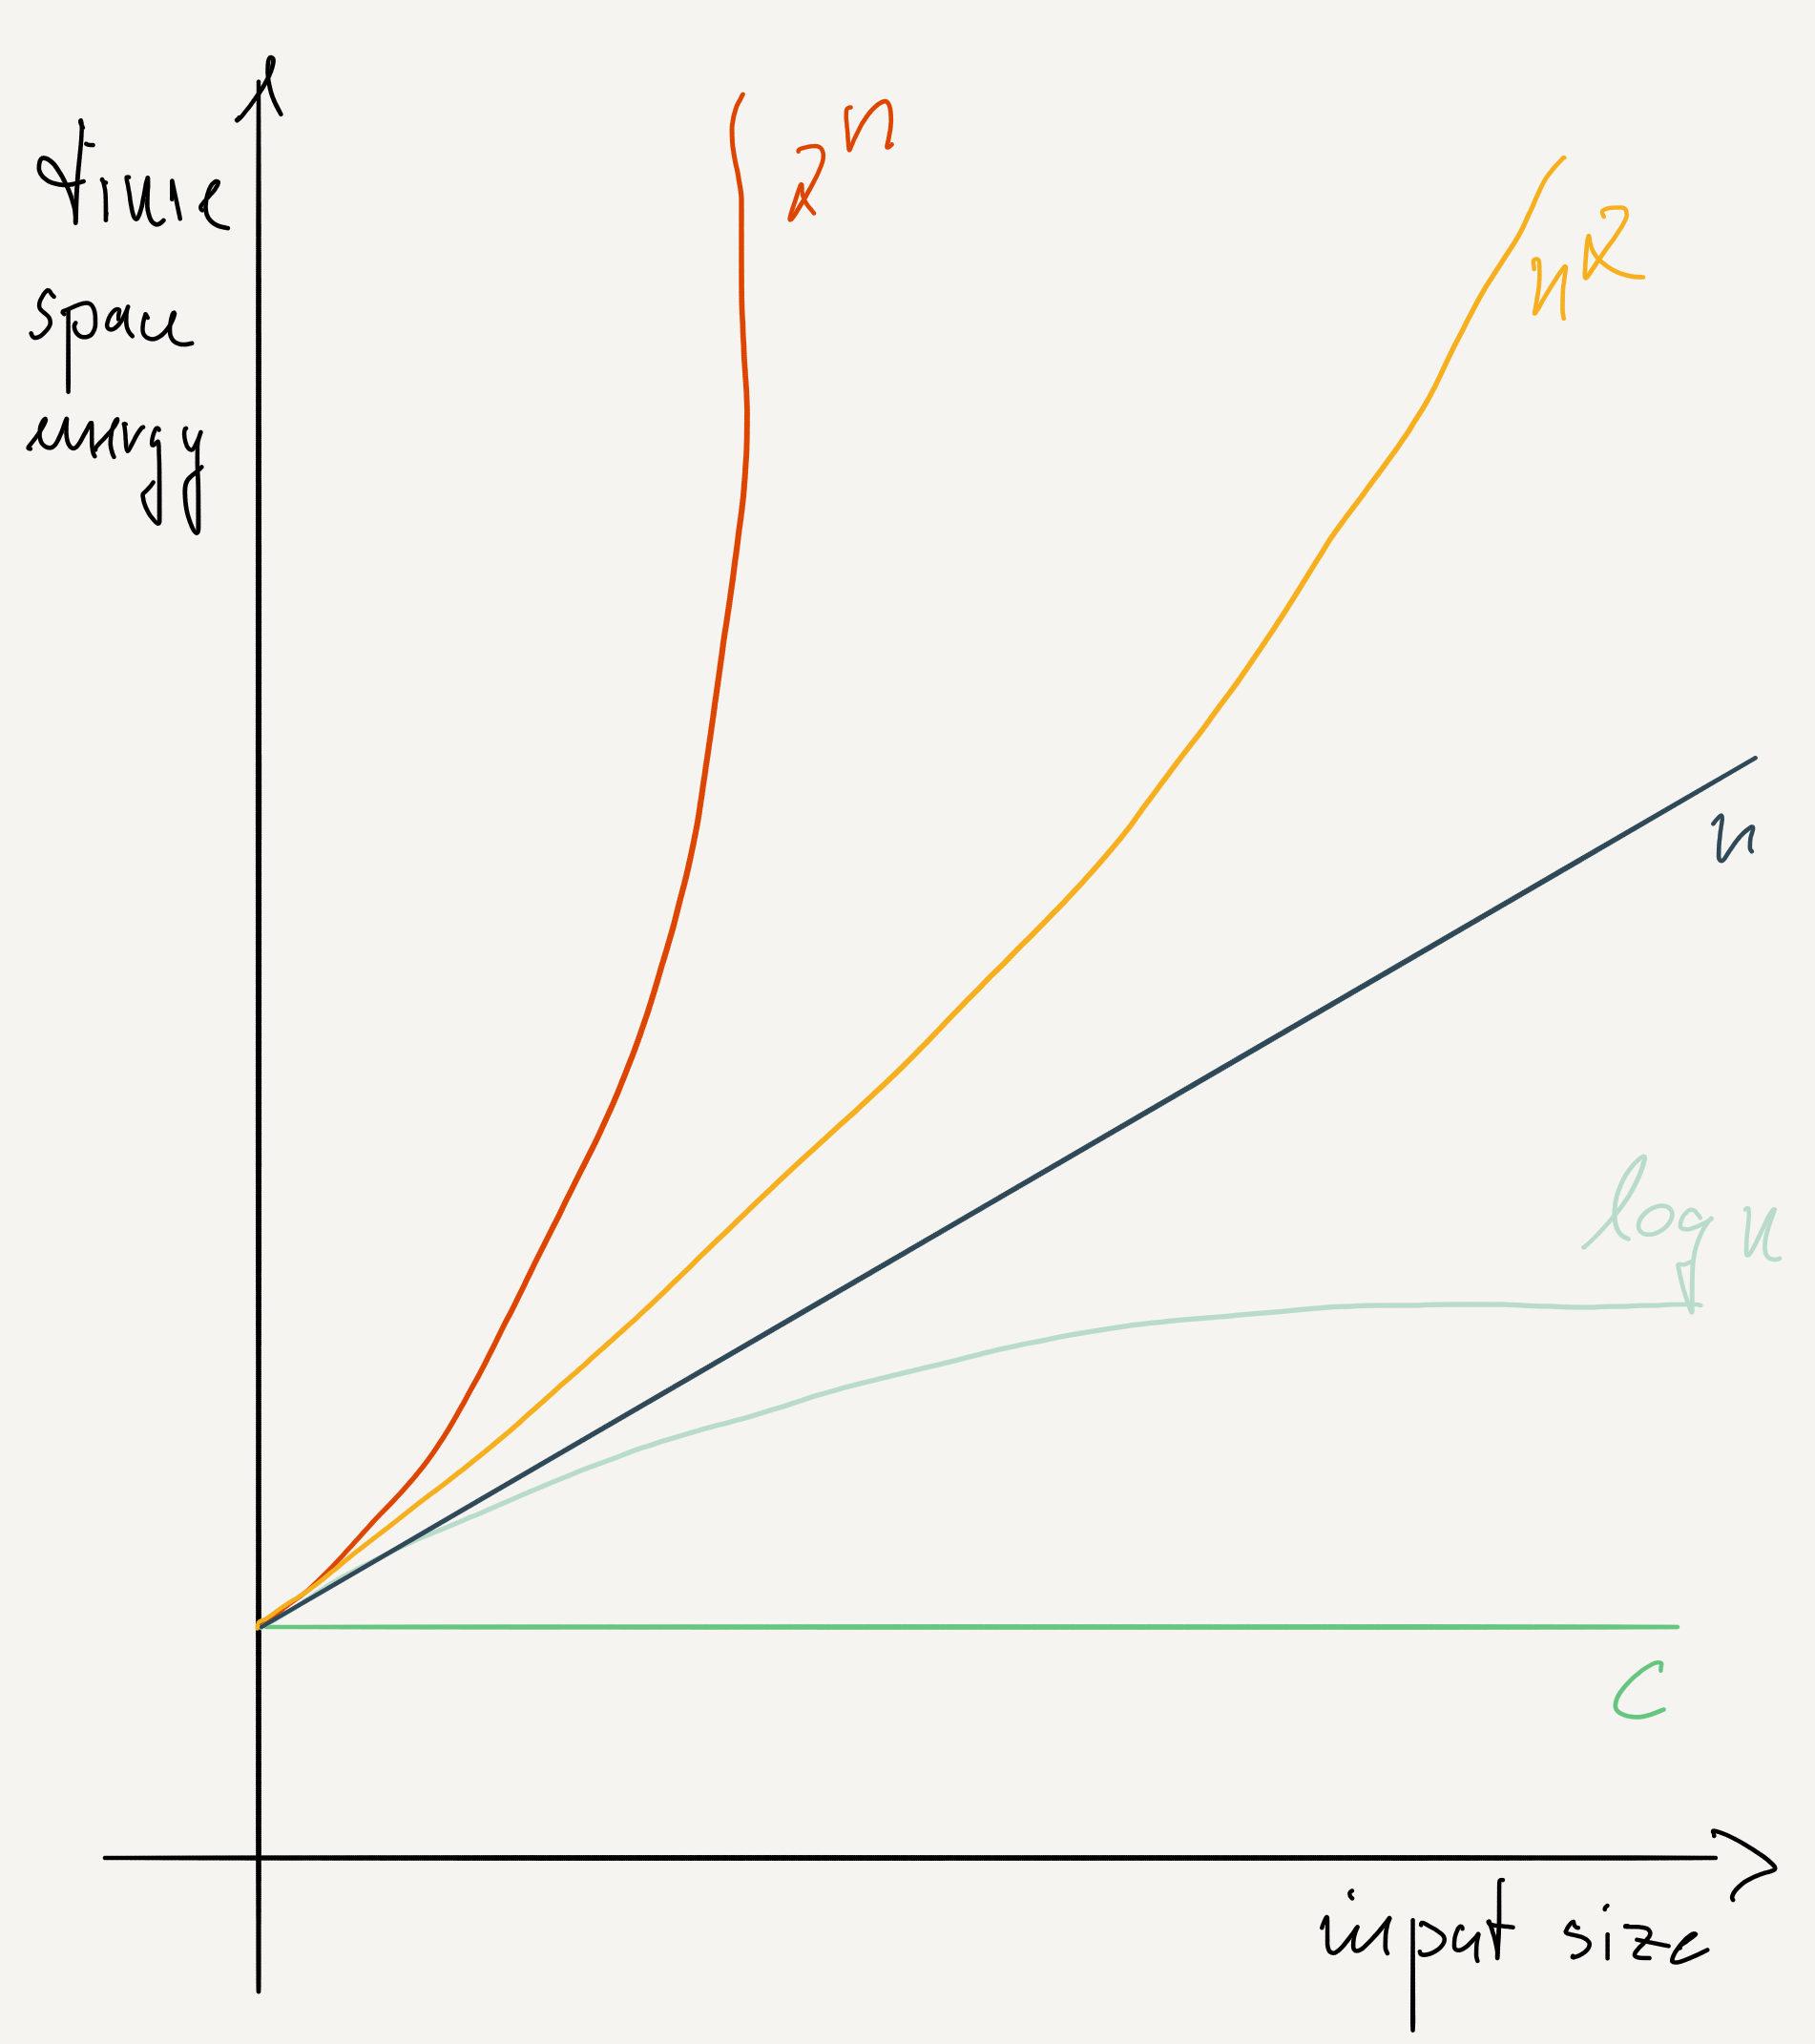 time
space
energy
2ⁿ
n²
n
log n
c
input size